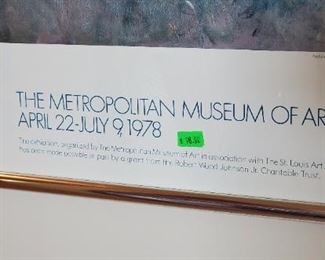 THE METROPOLITAN MUSEUM OF AR
APRIL 22-JULY 9, 1978
The exhibition, organized by The Metropolitan Museum of Art in association with The St. Louis Art
has been made possible in part by a grant from the Robert Wood Johnson Jr. Charitable Trust.